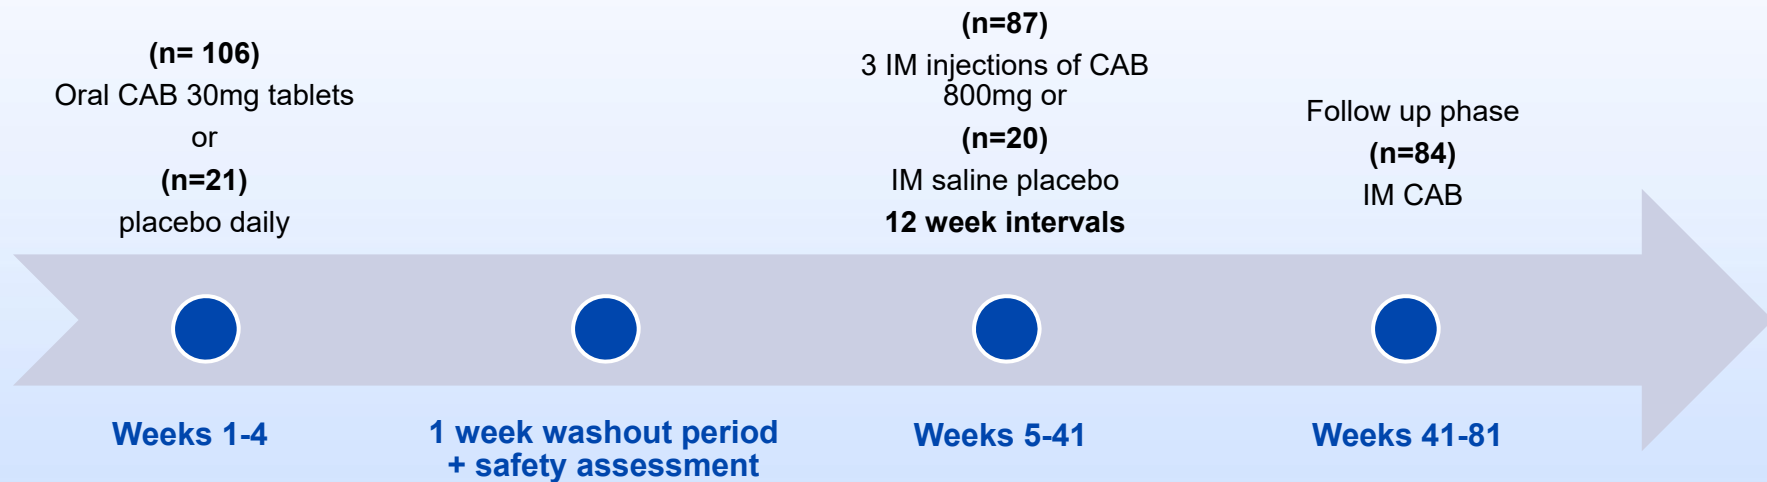 (n= 106)
Oral CAB 30mg tablets
or
(n=21)
placebo daily
Weeks 1-4
1 week washout period
+ safety assessment
(n=87)
3 IM injections of CAB
800mg or
(n=20)
IM saline placebo
12 week intervals
Weeks 5-41
Follow up phase
(n=84)
IM CAB
Weeks 41-81